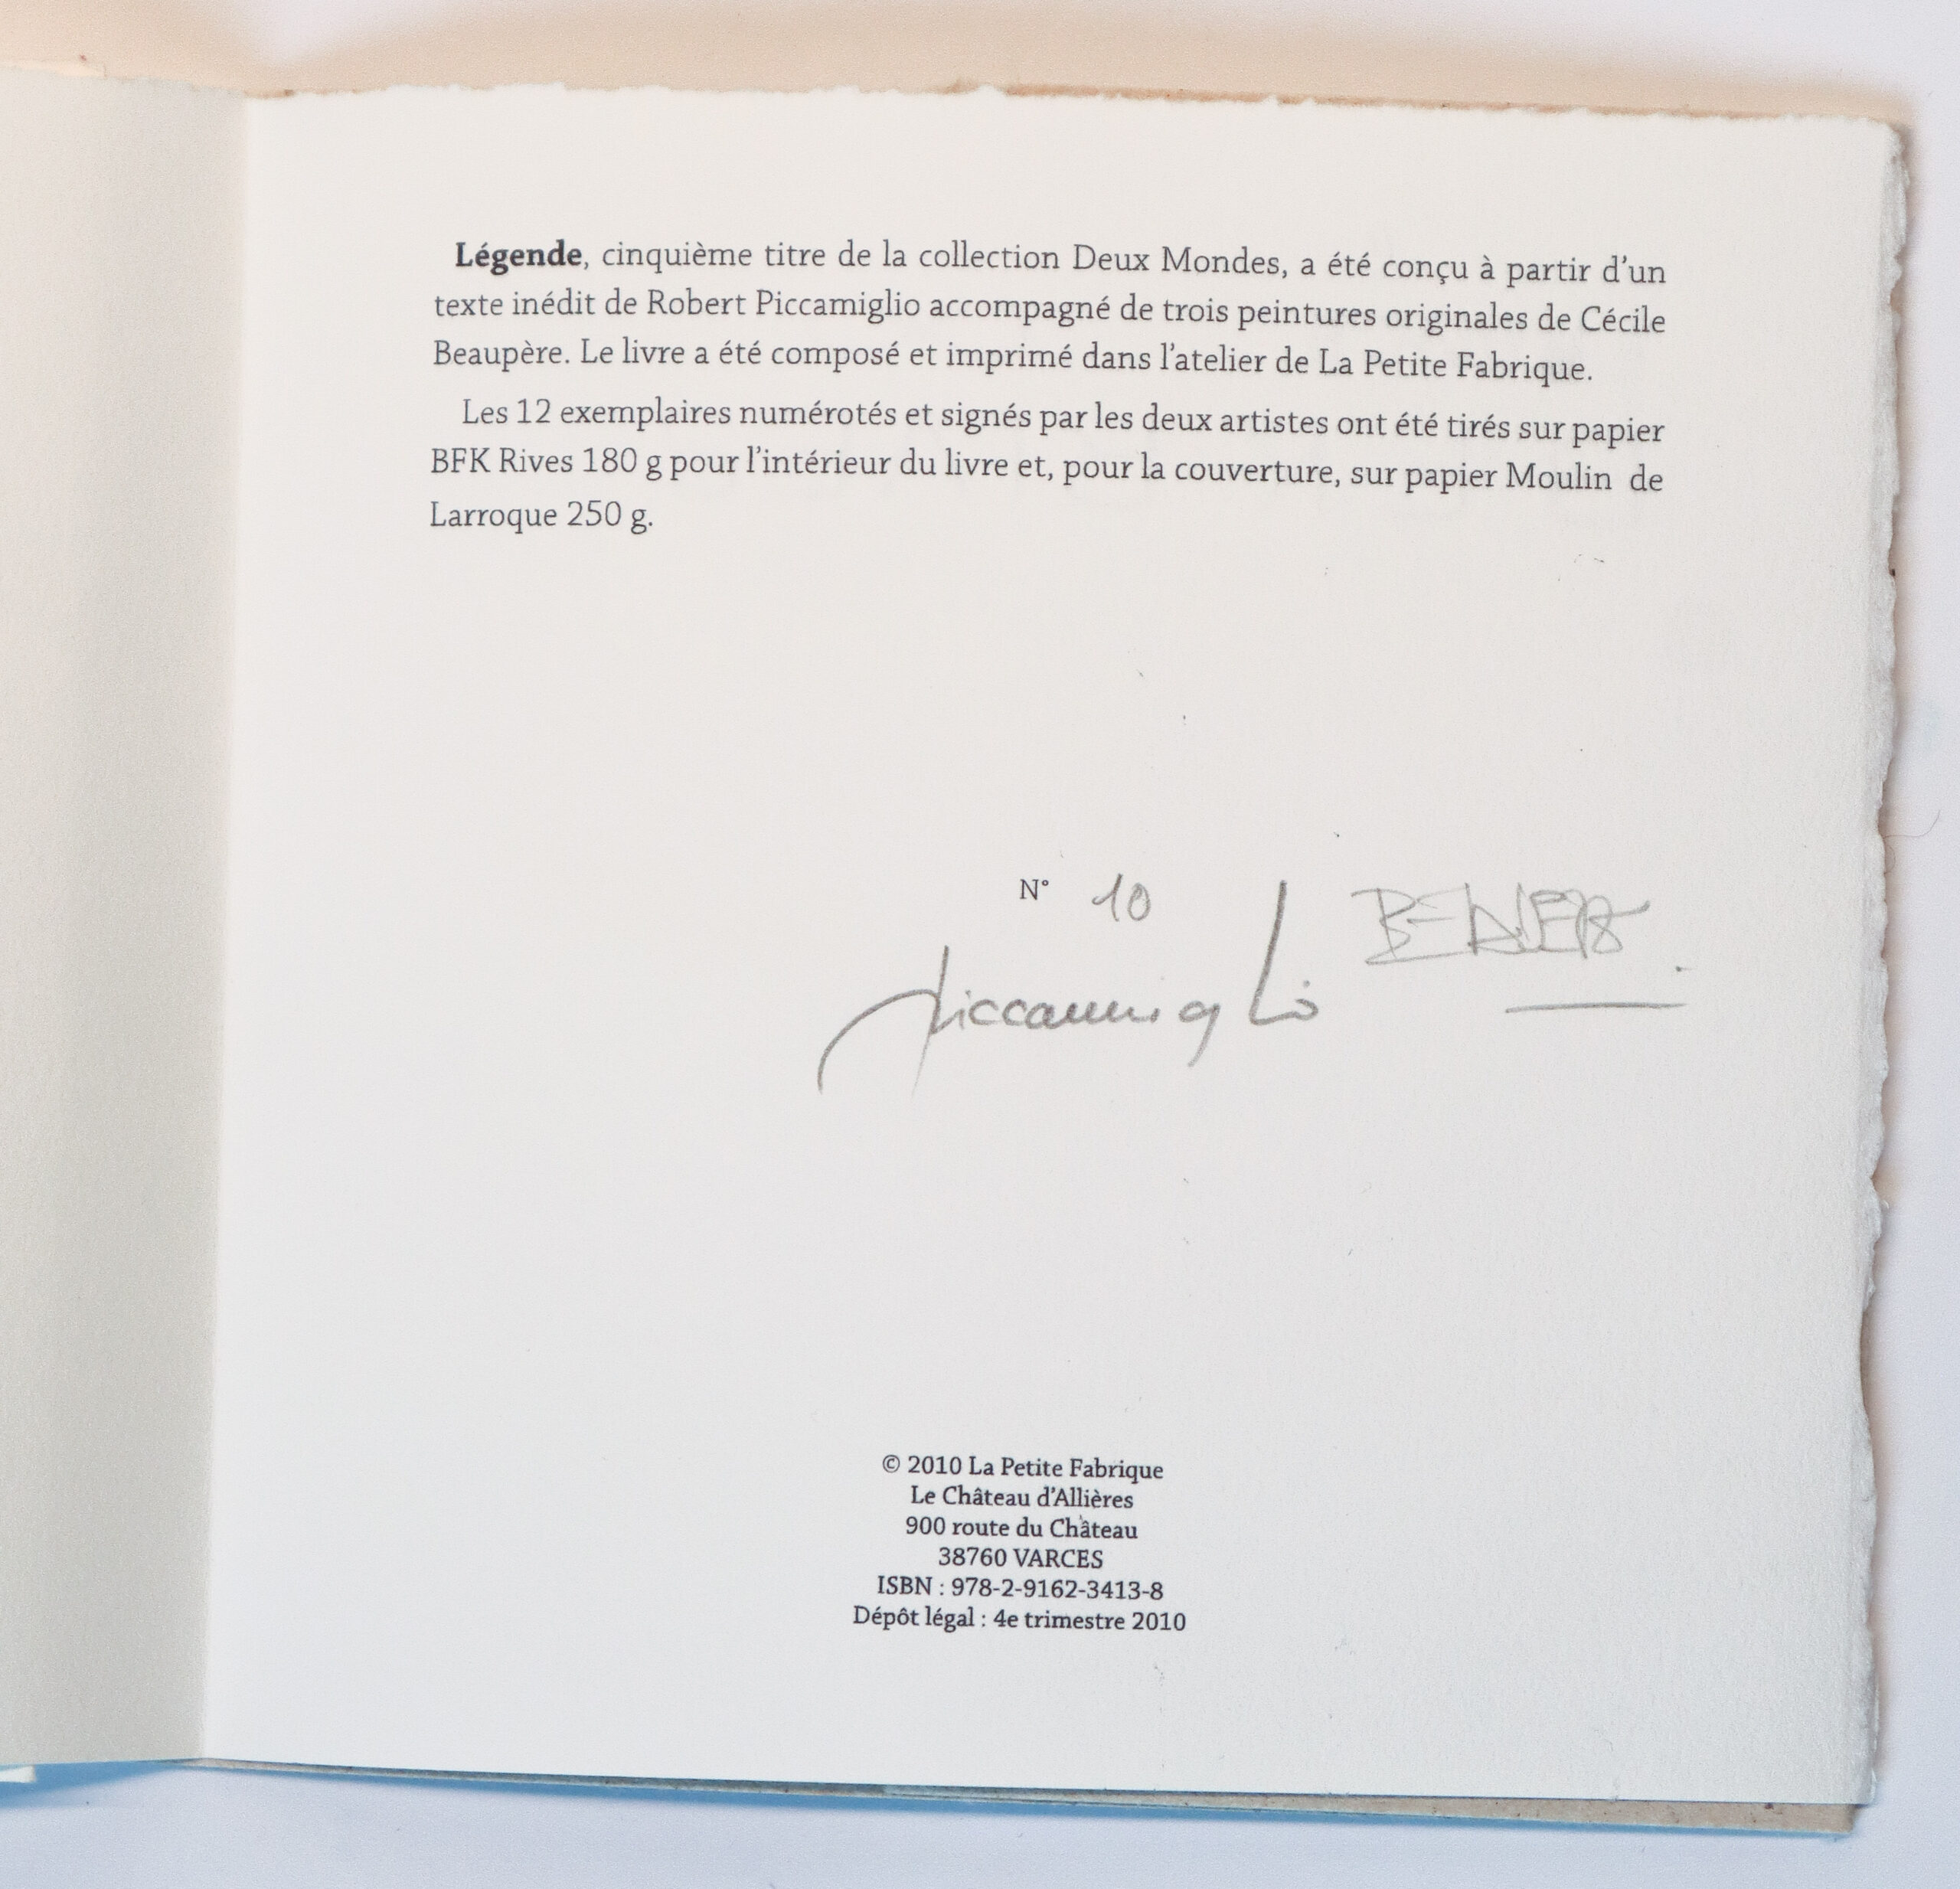 Légende, cinquième titre de la collection Deux Mondes, a été conçu à partir d'un
texte inédit de Robert Piccamiglio accompagné de trois peintures originales de Cécile
Beaupère. Le livre a été composé et imprimé dans l'atelier de La Petite Fabrique.
Les 12 exemplaires numérotés et signés par les deux artistes ont été tirés sur papier
BFK Rives 180 g pour l'intérieur du livre et, pour la couverture, sur papier Moulin de
Larroque 250 g.
N° 10
Piccamiglio
© 2010 La Petite Fabrique
Le Château d'Allières
900 route du Château
38760 VARCES
ISBN : 978-2-9162-3413-8
Dépôt légal : 4e trimestre 2010